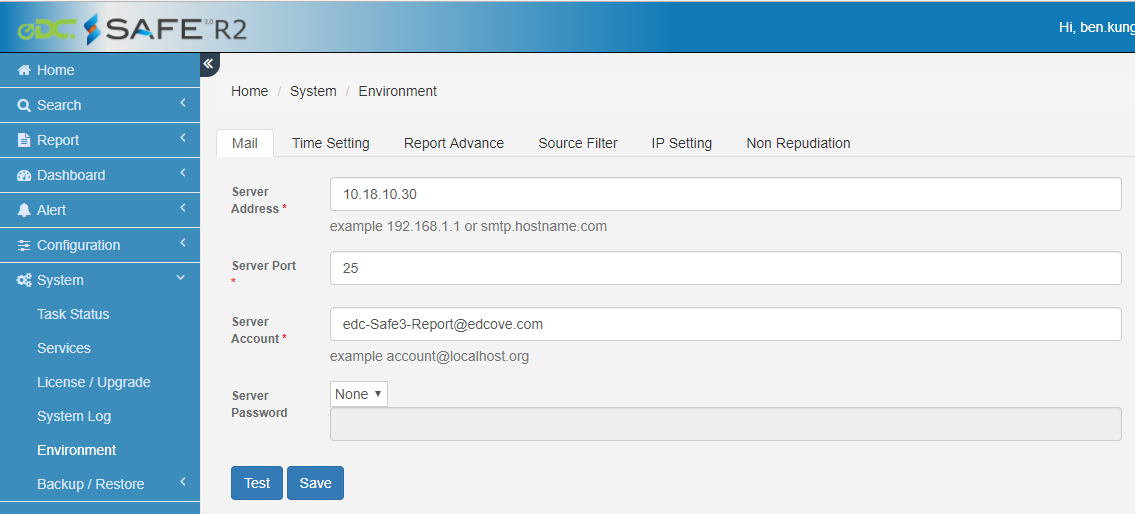 eDC SAFE 3.0 R2
Hi, ben.kung
Home
Search
Report
Dashboard
Alert
Configuration
System
Task Status
Services
License / Upgrade
System Log
Environment
Backup / Restore
Home / System / Environment
Mail Time Setting Report Advance Source Filter IP Setting Non Repudiation
Server
Address *
10.18.10.30
example 192.168.1.1 or smtp.hostname.com
Server Port
*
25
Server
Account *
edc-Safe3-Report@edcove.com
example account@localhost.org
Server
Password
None
Test Save